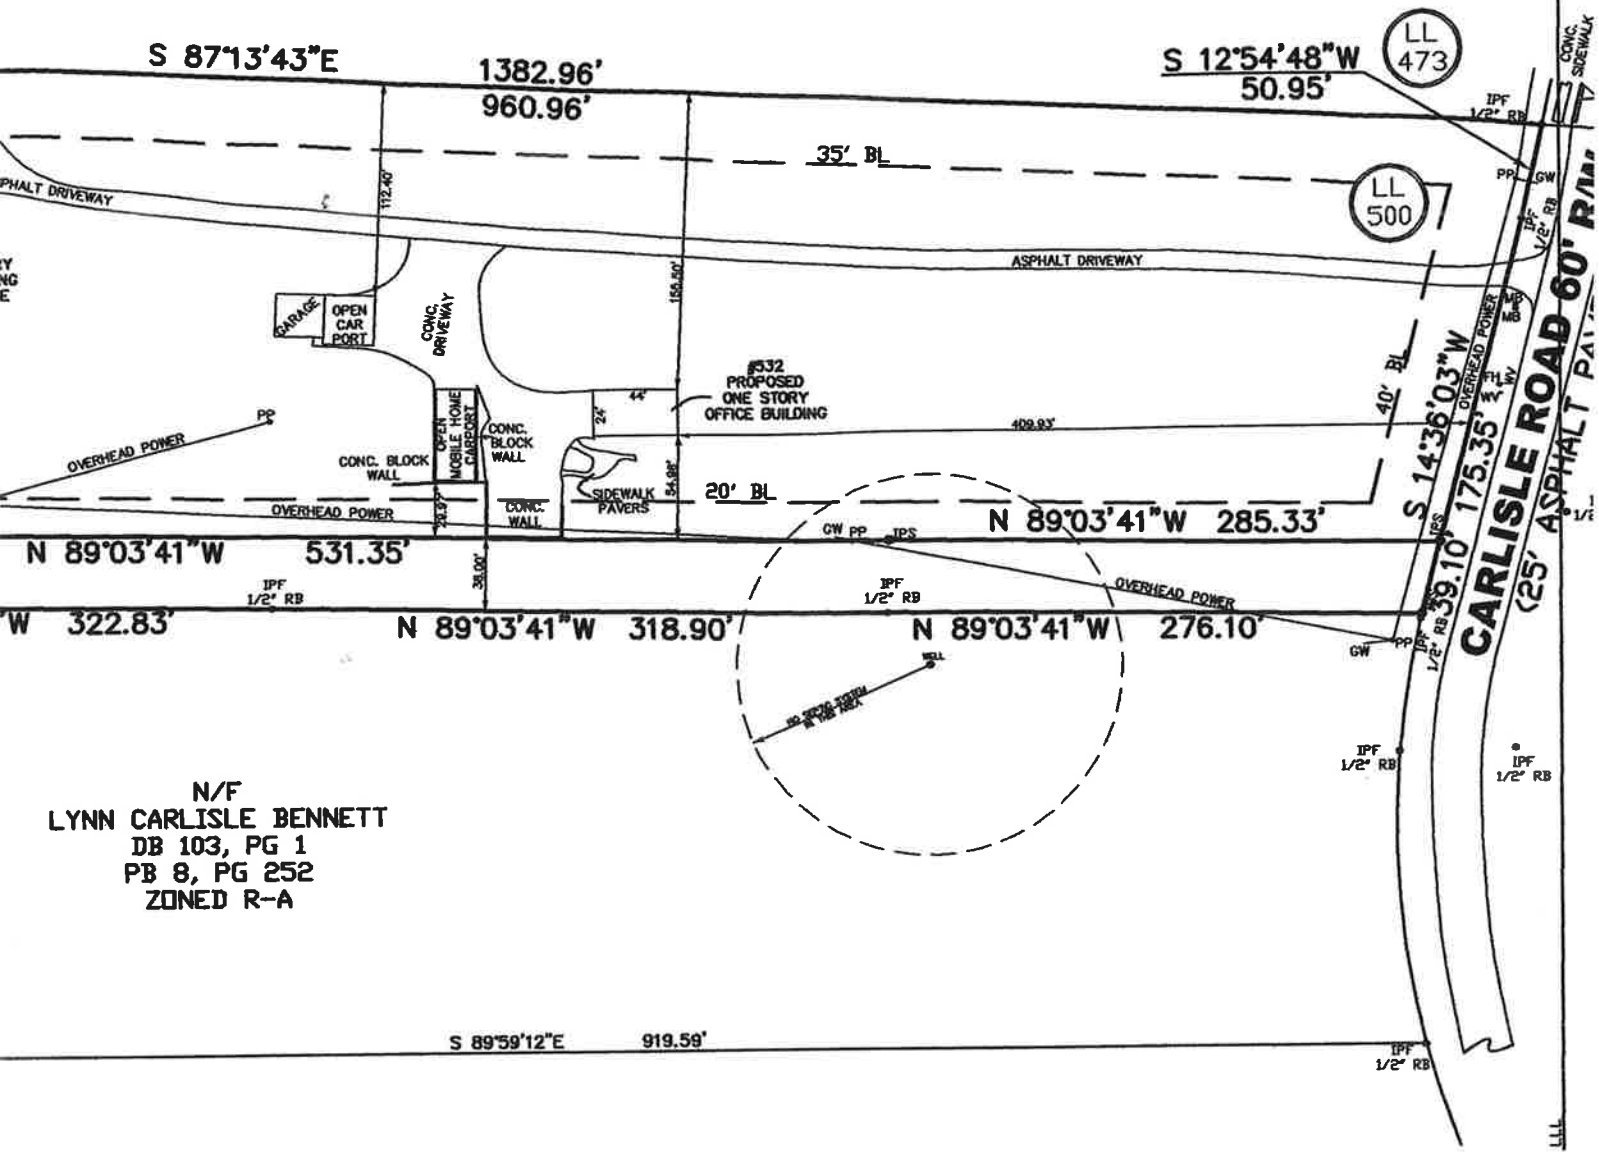 S 87°13'43"E
1382.96'
960.96'
S 12°54'48"W
50.95'
LL
473
CONC.
SIDEWALK
IPF
1/2" RB
35' BL
LL
500
PP
GW
IPF
1/2" RB
PHALT DRIVEWAY
112.40'
ASPHALT DRIVEWAY
GARAGE
OPEN
CAR
PORT
CONC.
DRIVEWAY
MB
MB
OVERHEAD POWER
#532
PROPOSED
ONE STORY
OFFICE BUILDING
44'
24'
409.93'
40' BL
FH
WV
WV
S 14°36'03"W
175.35'
CARLISLE ROAD 60' R/W
(25' ASPHALT
PP
OVERHEAD POWER
OPEN
MOBILE HOME
CARPORT
CONC.
BLOCK
WALL
CONC. BLOCK
WALL
SIDEWALK
PAVERS
CONC.
WALL
20' BL
OVERHEAD POWER
N 89°03'41"W 285.33'
GW PP IPS
IPS
N 89°03'41"W 531.35'
38.00'
39.10'
IPF
1/2" RB
IPF
1/2" RB
OVERHEAD POWER
'W 322.83'
N 89°03'41"W 318.90'
N 89°03'41"W 276.10'
GW
PP
IPF
1/2" RB
WELL
IPF
1/2" RB
IPF
1/2" RB
N/F
LYNN CARLISLE BENNETT
DB 103, PG 1
PB 8, PG 252
ZONED R-A
S 89°59'12"E 919.59'
IPF
1/2" RB
LLL